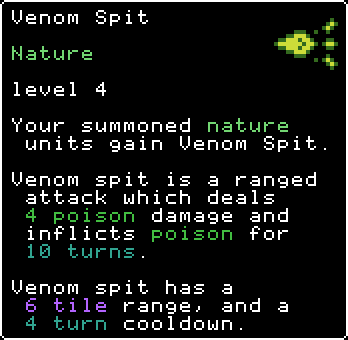 Venom Spit
Nature
level 4
Your summoned nature
units gain Venom Spit.
Venom spit is a ranged
attack which deals
4 poison damage and
inflicts poison for
10 turns.
Venom spit has a
6 tile range, and a
4 turn cooldown.